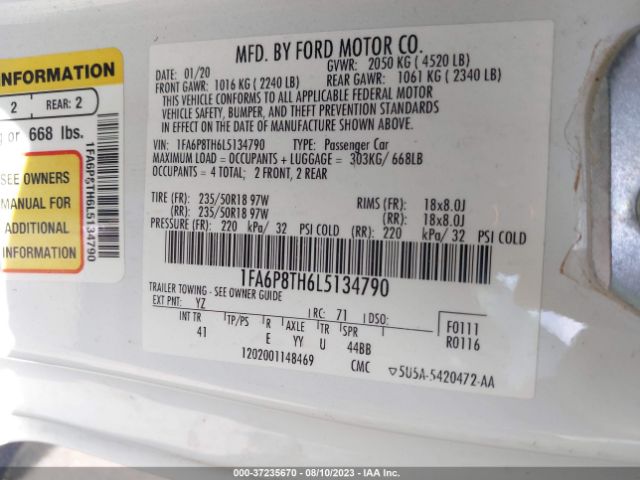 INFORMATION
2 REAR: 2
or 668 lbs.
SEE OWNERS
MANUAL FOR
ADDITIONAL
INFORMATION
1FA6P8TH6L5134790
MFD. BY FORD MOTOR CO.
DATE: 01/20 GVWR: 2050 KG ( 4520 LB)
FRONT GAWR: 1016 KG ( 2240 LB) REAR GAWR: 1061 KG ( 2340 LB)
THIS VEHICLE CONFORMS TO ALL APPLICABLE FEDERAL MOTOR
VEHICLE SAFETY, BUMPER, AND THEFT PREVENTION STANDARDS
IN EFFECT ON THE DATE OF MANUFACTURE SHOWN ABOVE.
VIN: 1FA6P8TH6L5134790 TYPE: Passenger Car
MAXIMUM LOAD = OCCUPANTS + LUGGAGE = 303KG/ 668LB
OCCUPANTS = 4 TOTAL; 2 FRONT, 2 REAR
TIRE (FR): 235/50R18 97W RIMS (FR): 18x8.0J
(RR): 235/50R18 97W (RR): 18x8.0J
PRESSURE (FR): 220 kPa/ 32 PSI COLD (RR): 220 kPa/ 32 PSI COLD
1FA6P8TH6L5134790
TRAILER TOWING - SEE OWNER GUIDE
EXT PNT: YZ RC: 71 DSO:
INT TR TP/PS R AXLE TR SPR F0111
41 E YY U 44BB R0116
1202001148469 CMC ▽5U5A-5420472-AA
000-37235670 - 08/10/2023 - IAA Inc.